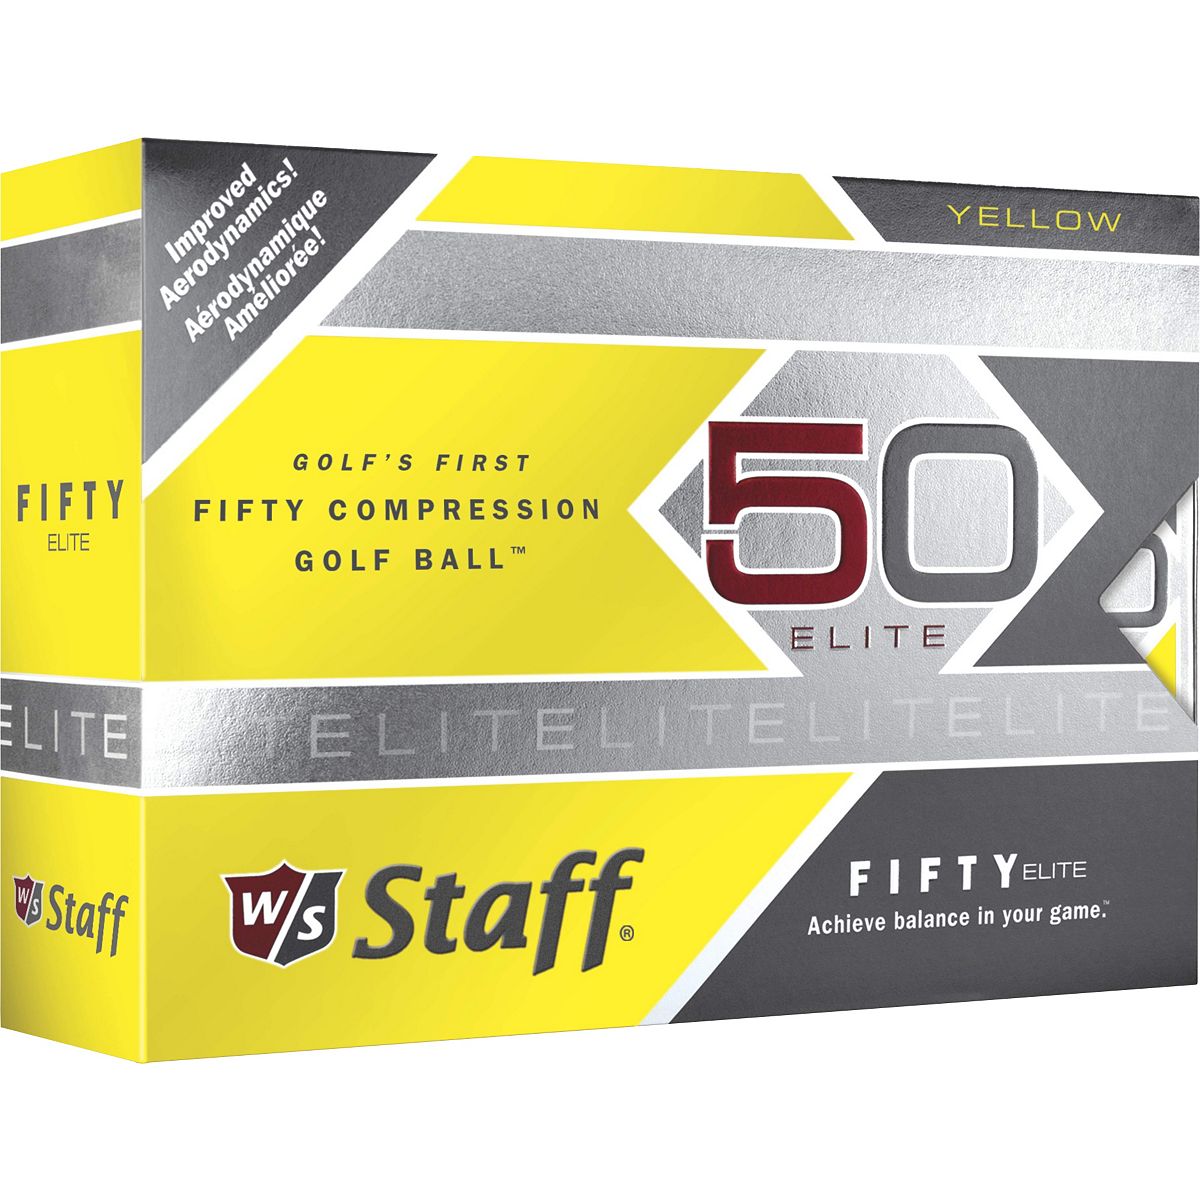 Improved
Aerodynamics!
Aérodynamique
Améliorée!
YELLOW
GOLF'S FIRST
FIFTY COMPRESSION
GOLF BALL™
50
ELITE
FIFTY
ELITE
ELITE
ELITELITELITELITELITE
W/S Staff
W/S Staff®
FIFTY ELITE
Achieve balance in your game.™